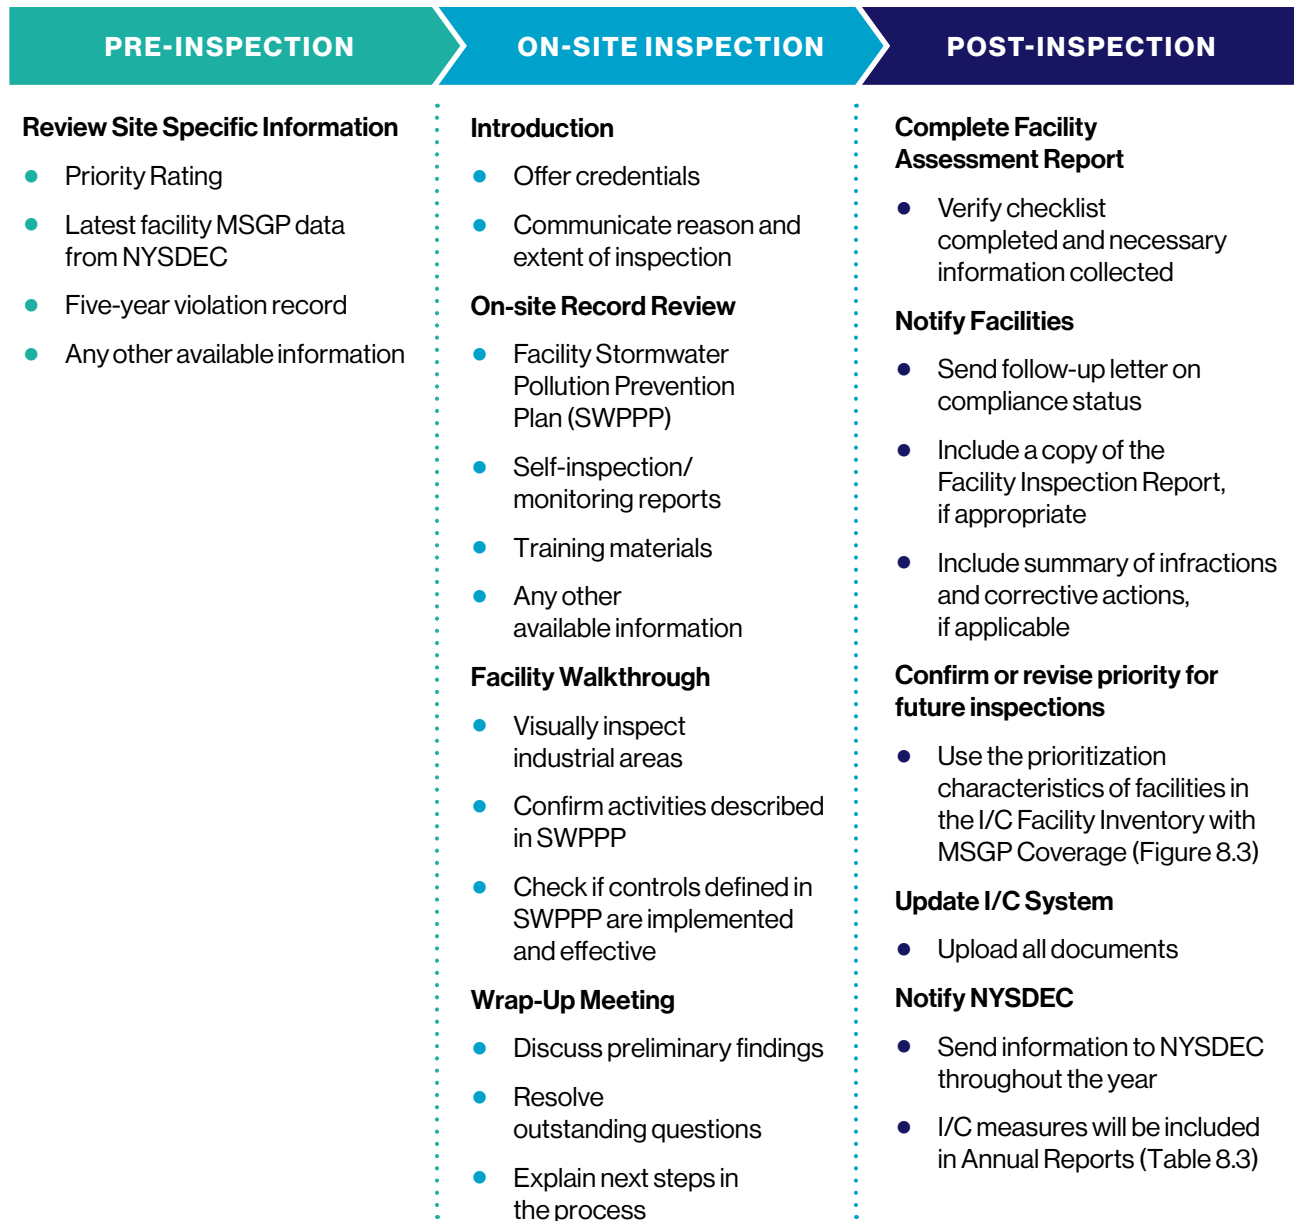 PRE-INSPECTION
ON-SITE INSPECTION
POST-INSPECTION
Review Site Specific Information
Priority Rating
Latest facility MSGP data
from NYSDEC
Five-year violation record
Any other available information
Introduction
Offer credentials
Communicate reason and
extent of inspection
On-site Record Review
Facility Stormwater
Pollution Prevention
Plan (SWPPP)
Self-inspection/
monitoring reports
Training materials
Any other
available information
Facility Walkthrough
Visually inspect
industrial areas
Confirm activities described
in SWPPP
Check if controls defined in
SWPPP are implemented
and effective
Wrap-Up Meeting
Discuss preliminary findings
Resolve
outstanding questions
Explain next steps in
the process
Complete Facility
Assessment Report
Verify checklist
completed and necessary
information collected
Notify Facilities
Send follow-up letter on
compliance status
Include a copy of the
Facility Inspection Report,
if appropriate
Include summary of infractions
and corrective actions,
if applicable
Confirm or revise priority for
future inspections
Use the prioritization
characteristics of facilities in
the I/C Facility Inventory with
MSGP Coverage (Figure 8.3)
Update I/C System
Upload all documents
Notify NYSDEC
Send information to NYSDEC
throughout the year
I/C measures will be included
in Annual Reports (Table 8.3)